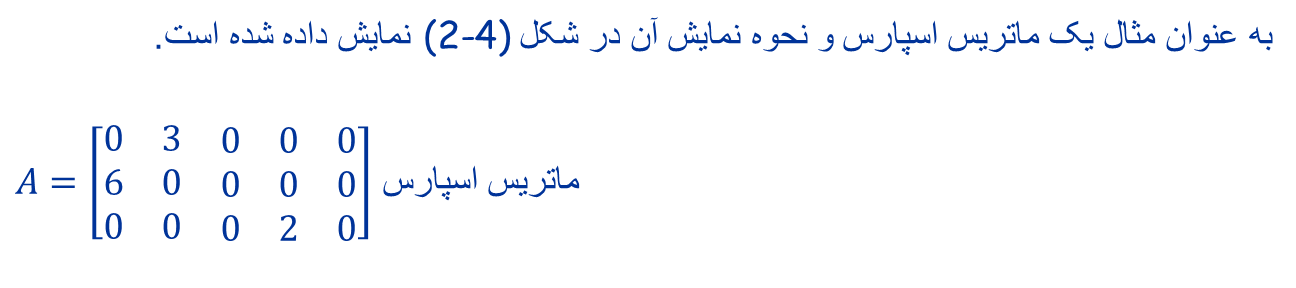 به عنوان مثال یک ماتریس اسپارس و نحوه نمایش آن در شکل (4-2) نمایش داده شده است.
A = [0 3 0 0 0
6 0 0 0 0 ماتریس اسپارس
0 0 0 2 0]